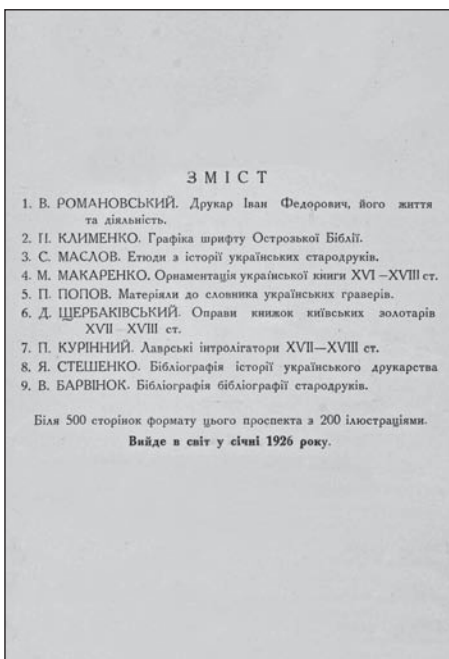 ЗМІСТ
1. В. РОМАНОВСЬКИЙ. Друкар Іван Федорович, його життя
та діяльність.
2. П. КЛИМЕНКО. Графіка шрифту Острозької Біблії.
3. С. МАСЛОВ. Етюди з історії українських стародруків.
4. М. МАКАРЕНКО. Орнаментація української книги XVI—XVIII ст.
5. П. ПОПОВ. Матеріяли до словника українських граверів.
6. Д. ЩЕРБАКІВСЬКИЙ. Оправи книжок київських золотарів
XVII—XVIII ст.
7. П. КУРІННИЙ. Лаврські інтролігатори XVII—XVIII ст.
8. Я. СТЕШЕНКО. Бібліографія історії українського друкарства
9. В. БАРВІНОК. Бібліографія бібліографії стародруків.
Біля 500 сторінок формату цього проспекта з 200 ілюстраціями.
Вийде в світ у січні 1926 року.